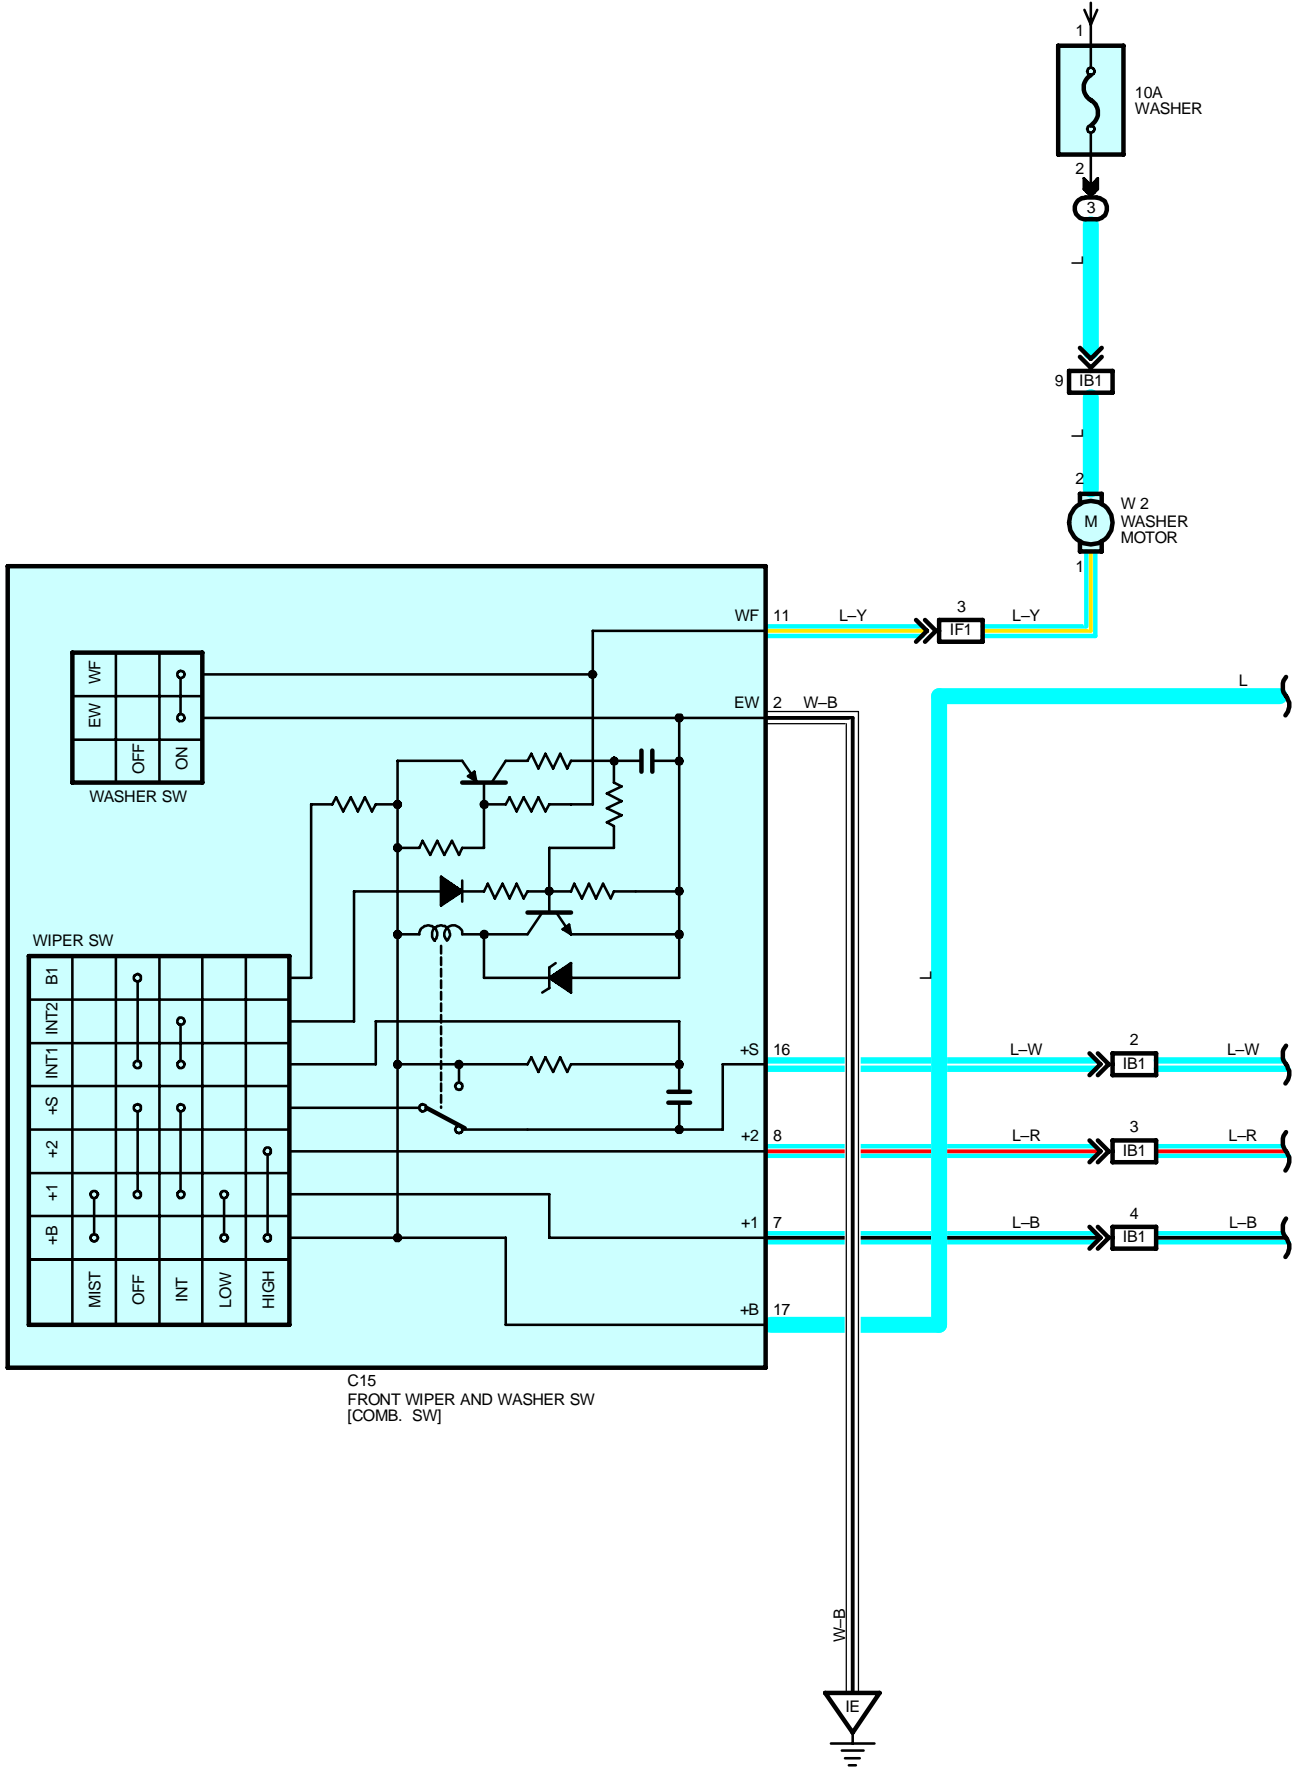 1
10A
WASHER
2
3
L
9 IB1
L
2
M
W 2
WASHER
MOTOR
1
WF 11 L–Y 3 IF1 L–Y
WF
EW
OFF
ON
WASHER SW
EW 2 W–B
L
WIPER SW
B1
INT2
INT1
+S
+2
+1
+B
MIST
OFF
INT
LOW
HIGH
L
+S 16 L–W 2 IB1 L–W
+2 8 L–R 3 IB1 L–R
+1 7 L–B 4 IB1 L–B
+B 17
C15
FRONT WIPER AND WASHER SW
[COMB. SW]
W–B
IE